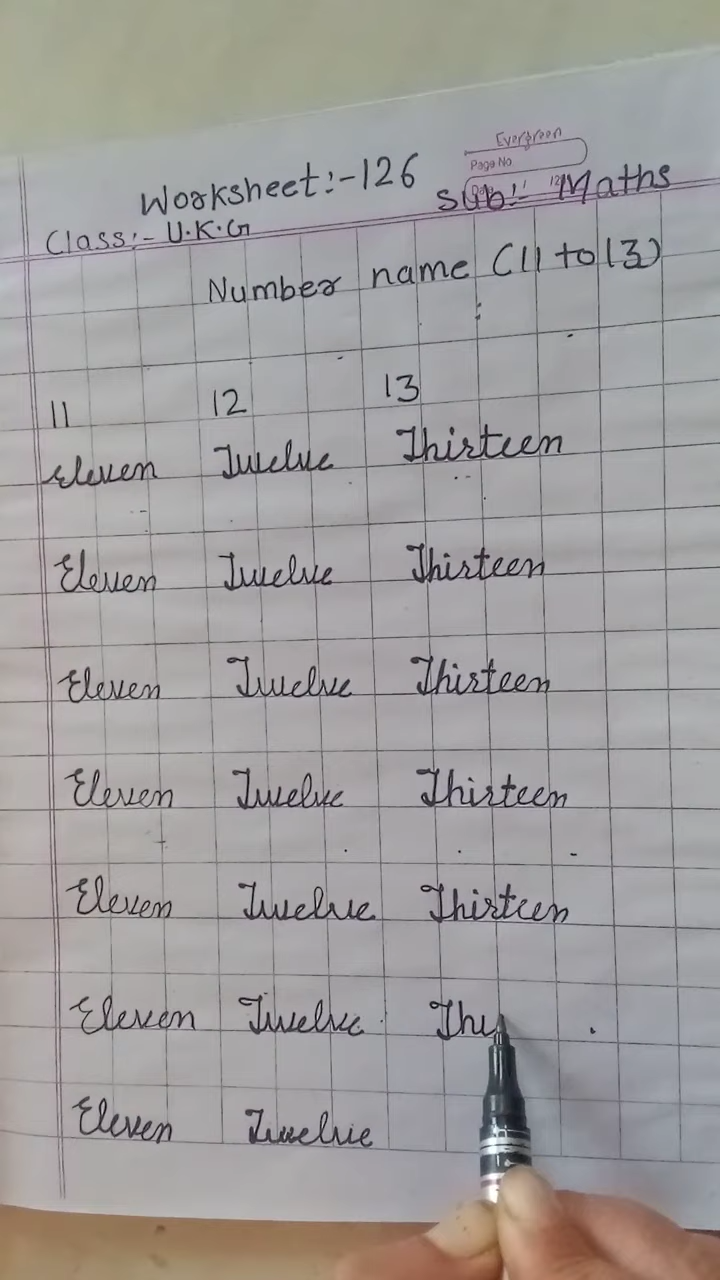 Evergreen
Page No.
Worksheet:-126
Sub:- Maths
Class:- U.K.G
Number name (11 to 13)
11 12 13
Eleven Twelve Thirteen
Eleven Twelve Thirteen
Eleven Twelve Thirteen
Eleven Twelve Thirteen
Eleven Twelve Thirteen
Eleven Twelve Thi
Eleven Twelve